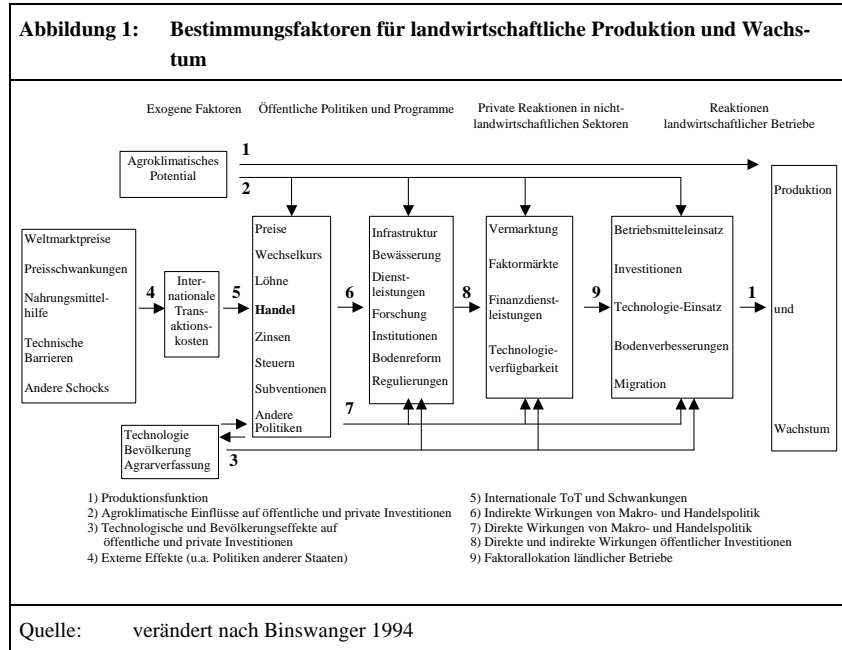 Abbildung 1: Bestimmungsfaktoren für landwirtschaftliche Produktion und Wachs-
tum
Exogene Faktoren
Öffentliche Politiken und Programme
Private Reaktionen in nicht-
landwirtschaftlichen Sektoren
Reaktionen
landwirtschaftlicher Betriebe
1
Agroklimatisches
Potential
2
Weltmarktpreise
Preisschwankungen
Nahrungsmittel-
hilfe
Technische
Barrieren
Andere Schocks
4
Inter-
nationale
Trans-
aktions-
kosten
5
Preise
Wechselkurs
Löhne
Handel
Zinsen
Steuern
Subventionen
Andere
Politiken
6
Infrastruktur
Bewässerung
Dienst-
leistungen
Forschung
Institutionen
Bodenreform
Regulierungen
8
Vermarktung
Faktormärkte
Finanzdienst-
leistungen
Technologie-
verfügbarkeit
9
Betriebsmitteleinsatz
Investitionen
Technologie-Einsatz
Bodenverbesserungen
Migration
1
Produktion
und
Wachstum
7
Technologie
Bevölkerung
Agrarverfassung
3
1) Produktionsfunktion
2) Agroklimatische Einflüsse auf öffentliche und private Investitionen
3) Technologische und Bevölkerungseffekte auf
öffentliche und private Investitionen
4) Externe Effekte (u.a. Politiken anderer Staaten)
5) Internationale ToT und Schwankungen
6) Indirekte Wirkungen von Makro- und Handelspolitik
7) Direkte Wirkungen von Makro- und Handelspolitik
8) Direkte und indirekte Wirkungen öffentlicher Investitionen
9) Faktorallokation ländlicher Betriebe
Quelle: verändert nach Binswanger 1994